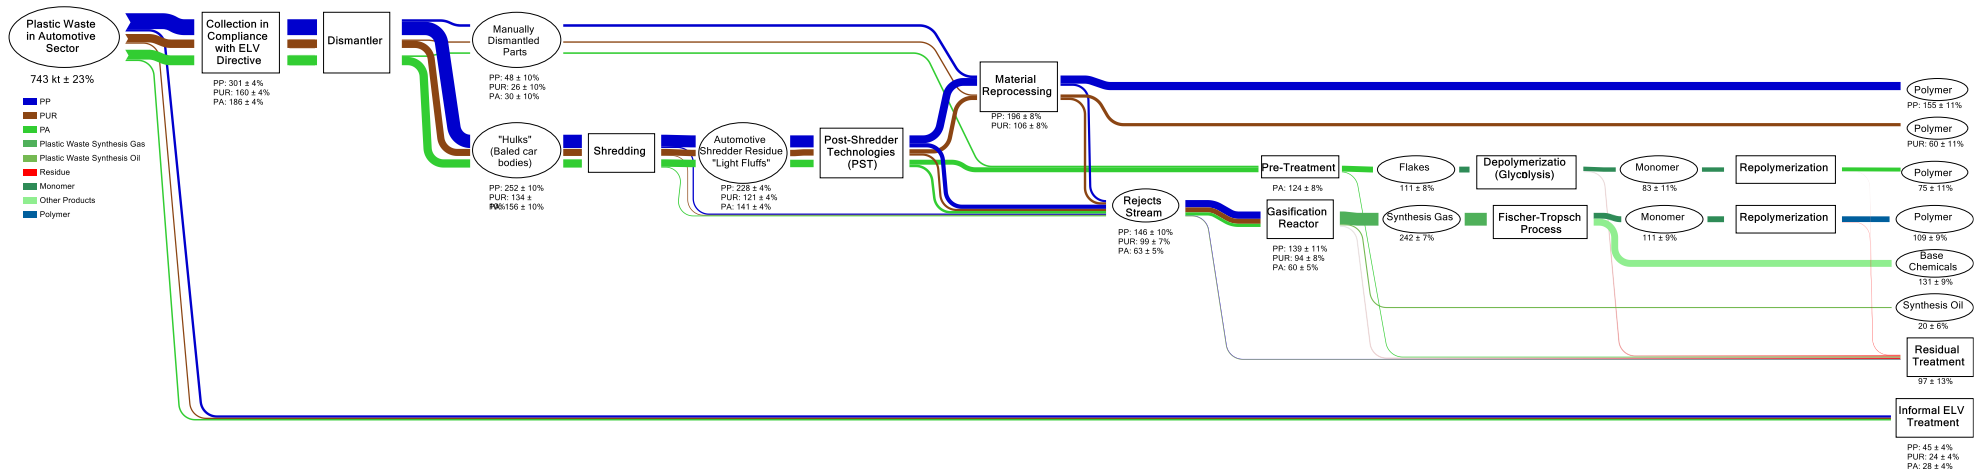 Plastic Waste
in Automotive
Sector
743 kt ± 23%
PP
PUR
PA
Plastic Waste Synthesis Gas
Plastic Waste Synthesis Oil
Residue
Monomer
Other Products
Polymer
Collection in
Compliance
with ELV
Directive
PP: 301 ± 4%
PUR: 160 ± 4%
PA: 186 ± 4%
Dismantler
Manually
Dismantled
Parts
PP: 48 ± 10%
PUR: 26 ± 10%
PA: 30 ± 10%
"Hulks"
(Baled car
bodies)
PP: 252 ± 10%
PUR: 134 ±
10%
PA: 156 ± 10%
Shredding
Automotive
Shredder Residue
"Light Fluffs"
PP: 228 ± 4%
PUR: 121 ± 4%
PA: 141 ± 4%
Post-Shredder
Technologies
(PST)
Material
Reprocessing
PP: 196 ± 8%
PUR: 106 ± 8%
Rejects
Stream
PP: 146 ± 10%
PUR: 99 ± 7%
PA: 63 ± 5%
Pre-Treatment
PA: 124 ± 8%
Gasification
Reactor
PP: 139 ± 11%
PUR: 94 ± 8%
PA: 60 ± 5%
Flakes
111 ± 8%
Synthesis Gas
242 ± 7%
Depolymerizatio
(Glycolysis)
Fischer-Tropsch
Process
Monomer
83 ± 11%
Monomer
111 ± 9%
Repolymerization
Repolymerization
Polymer
PP: 155 ± 11%
Polymer
PUR: 60 ± 11%
Polymer
75 ± 11%
Polymer
109 ± 9%
Base
Chemicals
131 ± 9%
Synthesis Oil
20 ± 6%
Residual
Treatment
97 ± 13%
Informal ELV
Treatment
PP: 45 ± 4%
PUR: 24 ± 4%
PA: 28 ± 4%